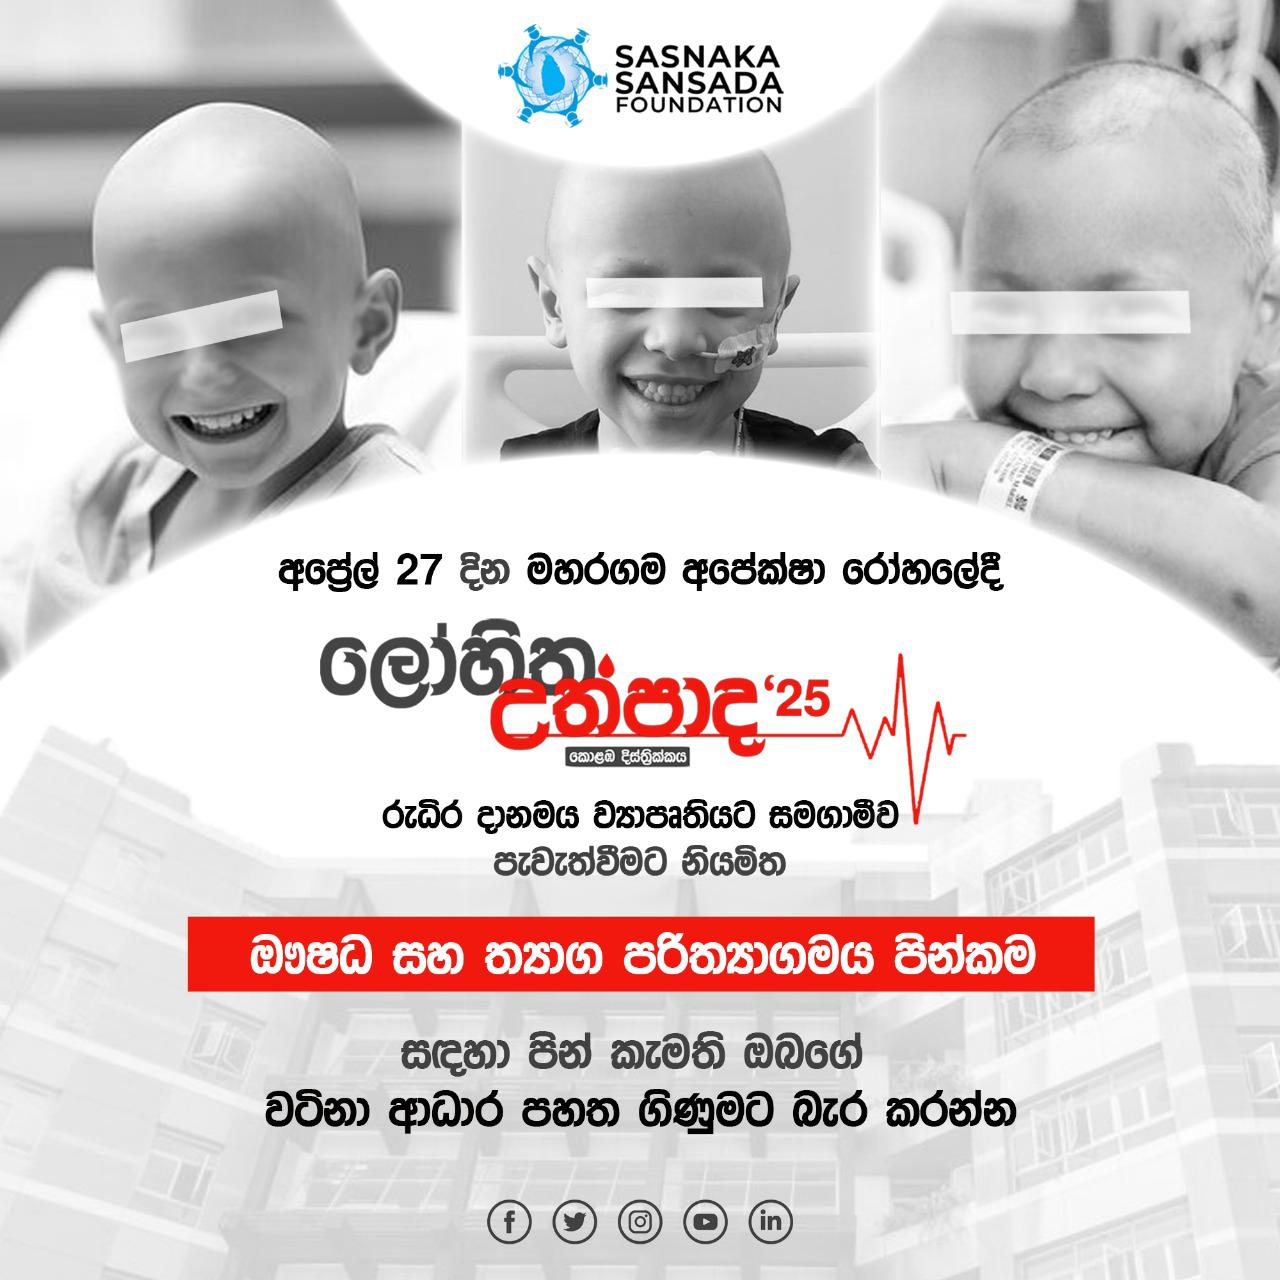 SASNAKA
SANSADA
FOUNDATION
අප්‍රේල් 27 දින මහරගම අපේක්ෂා රෝහලේදී
ලෝහිත
උත්පාද '25
කොළඹ දිස්ත්‍රික්කය
රුධිර දානමය ව්‍යාපෘතියට සමගාමීව
පැවැත්වීමට නියමිත
ඖෂධ සහ ත්‍යාග පරිත්‍යාගමය පින්කම
සඳහා පින් කැමති ඔබගේ
වටිනා ආධාර පහත ගිණුමට බැර කරන්න